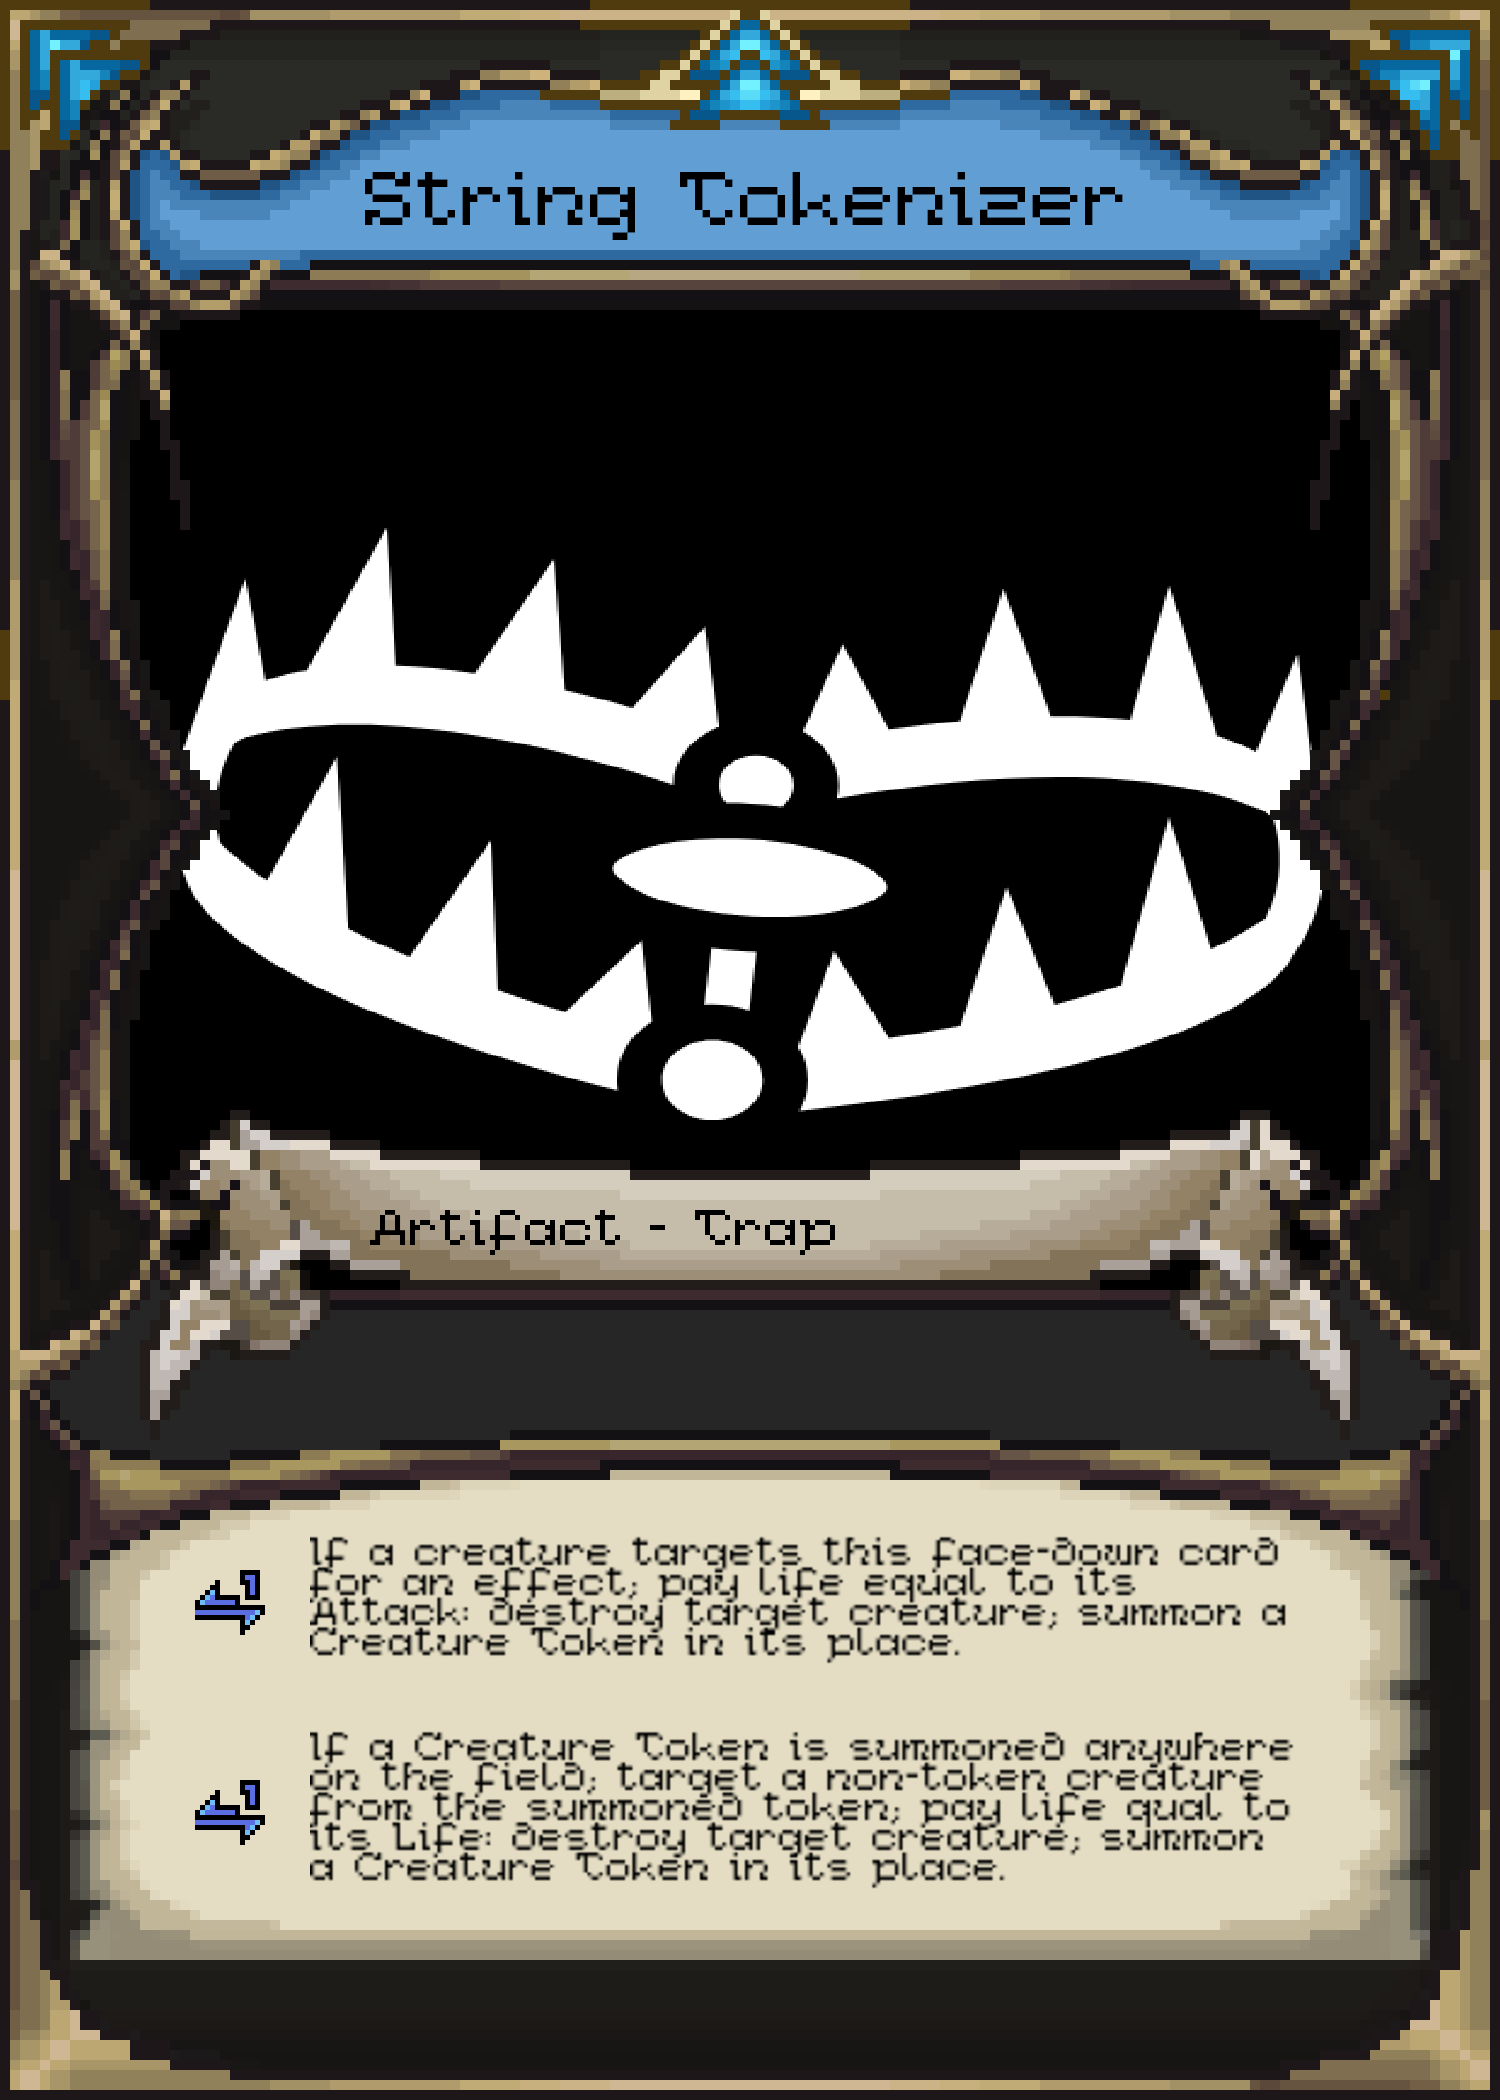 String Tokenizer
Artifact - Trap
1
If a creature targets this face-down card
for an effect; pay life equal to its
Attack: destroy target creature; summon a
Creature Token in its place.
1
If a Creature Token is summoned anywhere
on the field; target a non-token creature
from the summoned token; pay life qual to
its Life: destroy target creature; summon
a Creature Token in its place.